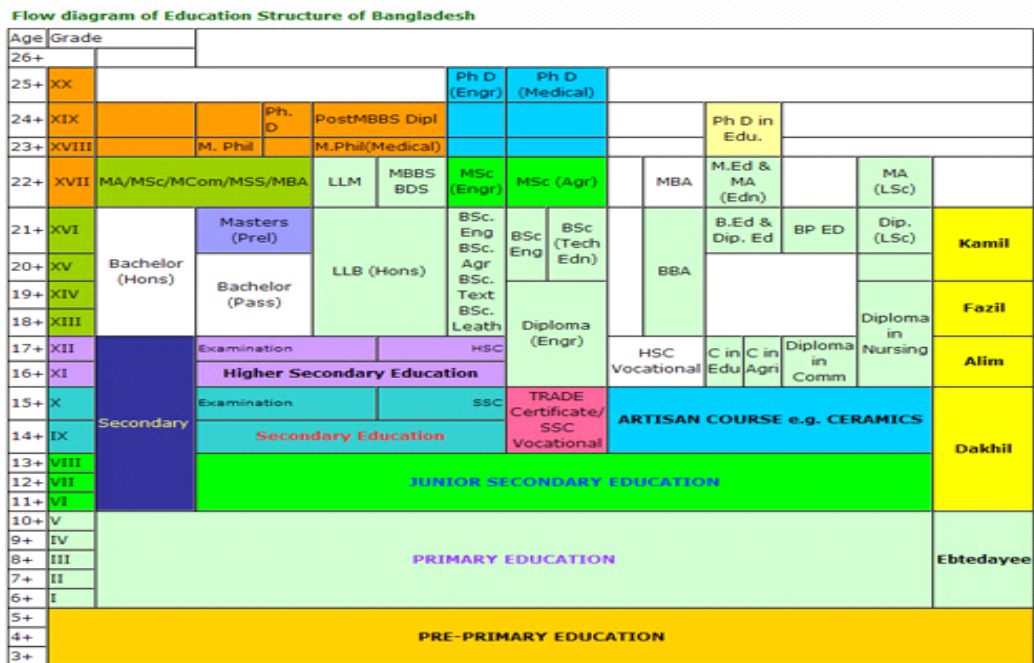 Flow diagram of Education Structure of Bangladesh
Age Grade
26+
25+ XX Ph D Ph D
(Engr) (Medical)
24+ XIX Ph. D PostMBBS Dipl Ph D in Edu.
23+ XVIII M. Phil M.Phil(Medical)
22+ XVII MA/MSc/MCom/MSS/MBA LLM MBBS BDS MSc (Engr) MSc (Agr) MBA M.Ed & MA (Edn) MA (LSc)
21+ XVI Masters (Prel) BSc. Eng BSc. Agr BSc. Text BSc. Leath BSc Eng BSc (Tech Edn) B.Ed & Dip. Ed BP ED Dip. (LSc) Kamil
20+ XV Bachelor (Hons) LLB (Hons) BBA
19+ XIV Bachelor (Pass) Fazil
18+ XIII Diploma (Engr) Diploma in Nursing
17+ XII Examination HSC HSC Vocational C in Edu C in Agri Diploma in Comm Alim
16+ XI Higher Secondary Education
15+ X Secondary Examination SSC TRADE Certificate/ SSC Vocational ARTISAN COURSE e.g. CERAMICS
14+ IX Secondary Education Dakhil
13+ VIII
12+ VII JUNIOR SECONDARY EDUCATION
11+ VI
10+ V
9+ IV
8+ III PRIMARY EDUCATION Ebtedayee
7+ II
6+ I
5+
4+ PRE-PRIMARY EDUCATION
3+